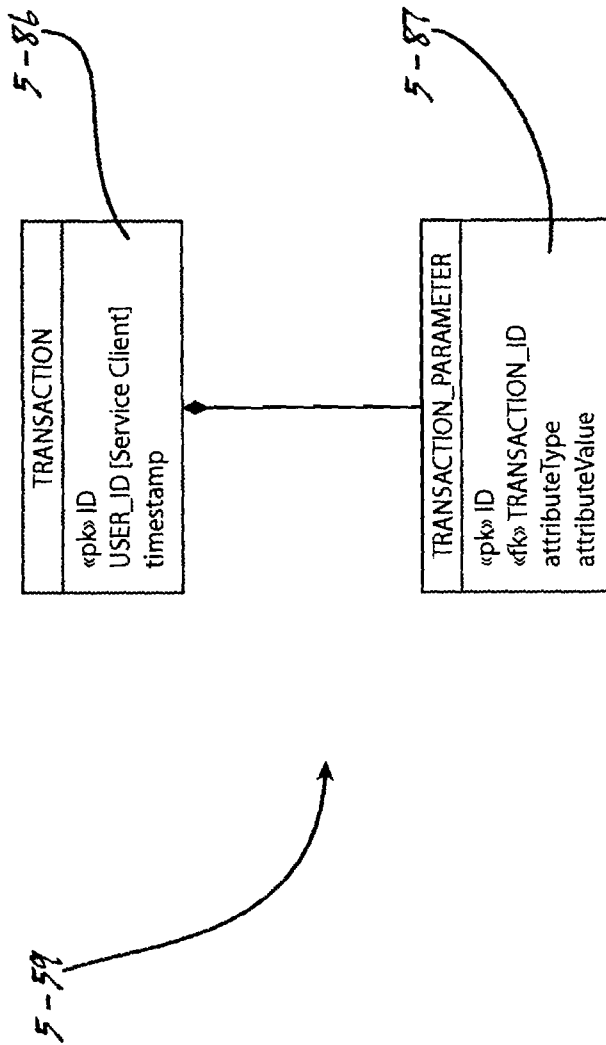 5-86
TRANSACTION
«pk» ID
USER_ID [Service Client]
timestamp
5-87
TRANSACTION_PARAMETER
«pk» ID
«fk» TRANSACTION_ID
attributeType
attributeValue
5-59